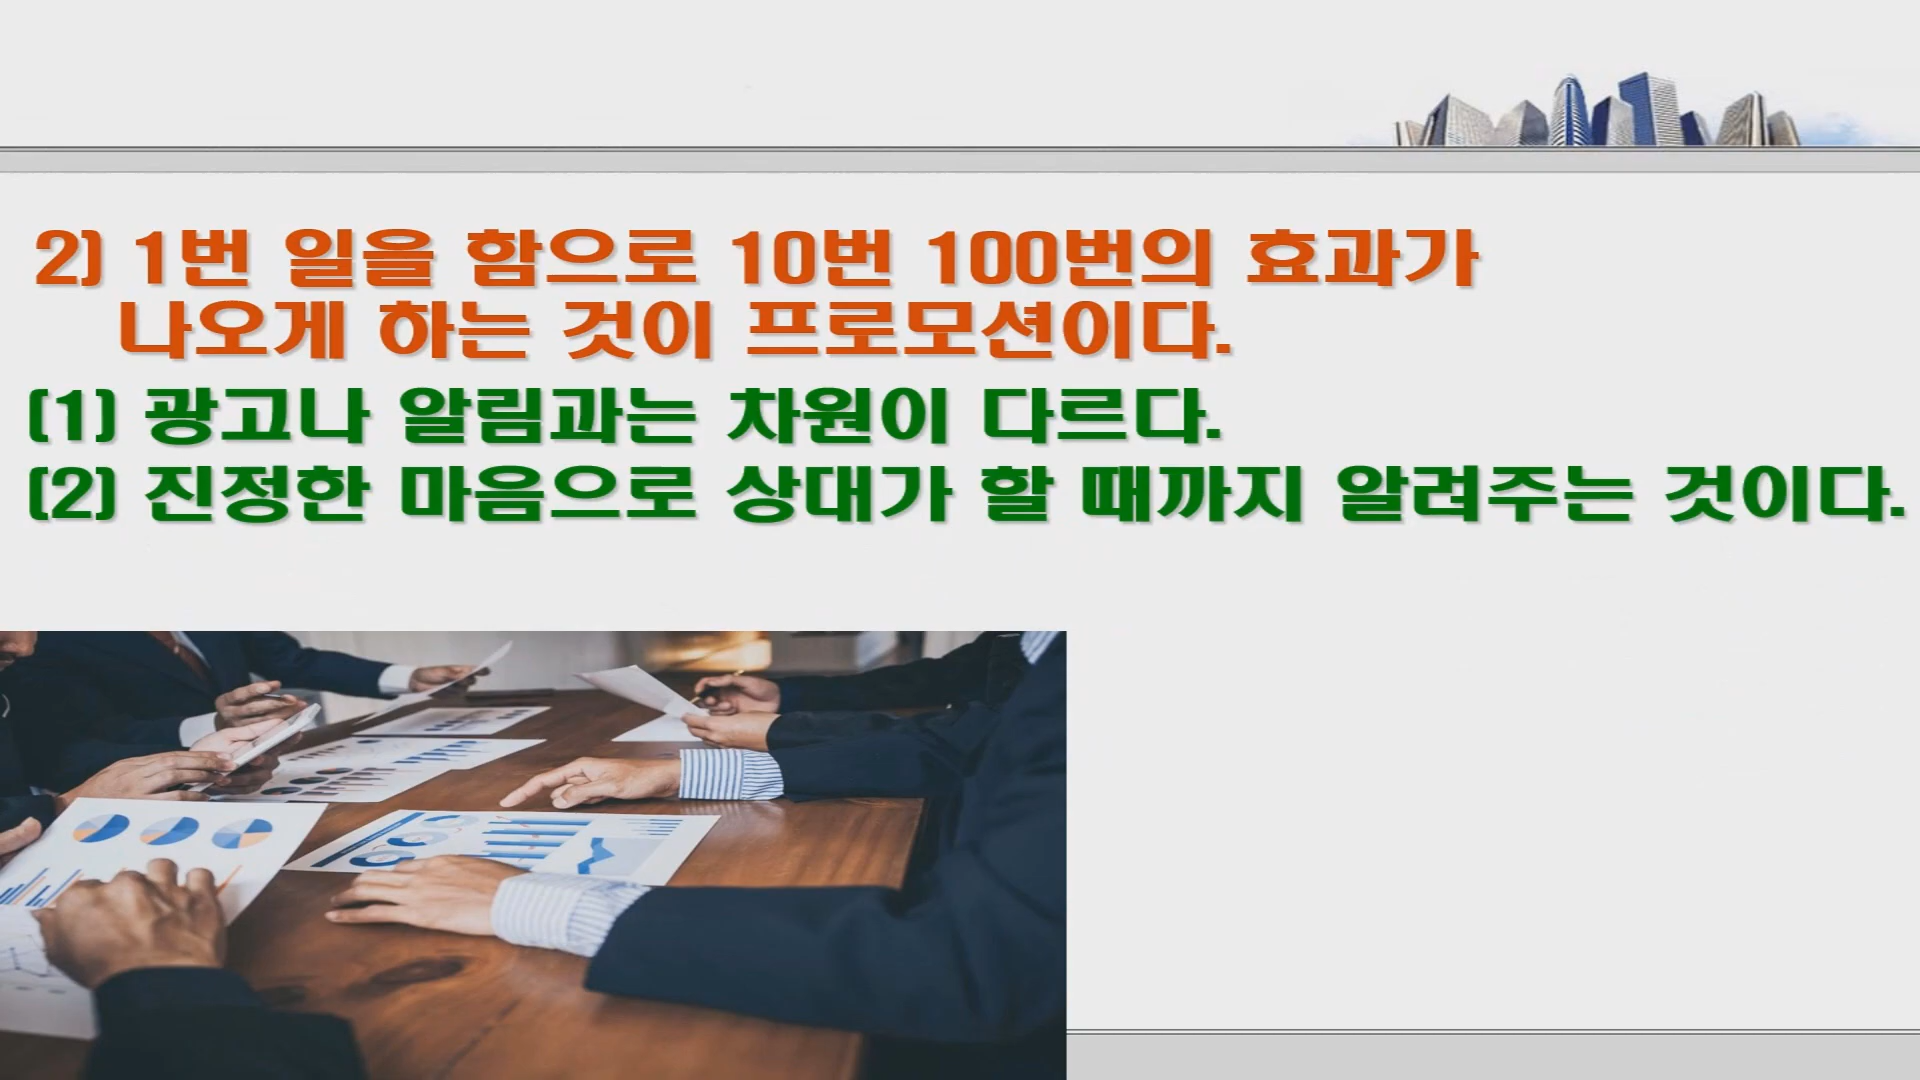 2) 1번 일을 함으로 10번 100번의 효과가
나오게 하는 것이 프로모션이다.
(1) 광고나 알림과는 차원이 다르다.
(2) 진정한 마음으로 상대가 할 때까지 알려주는 것이다.